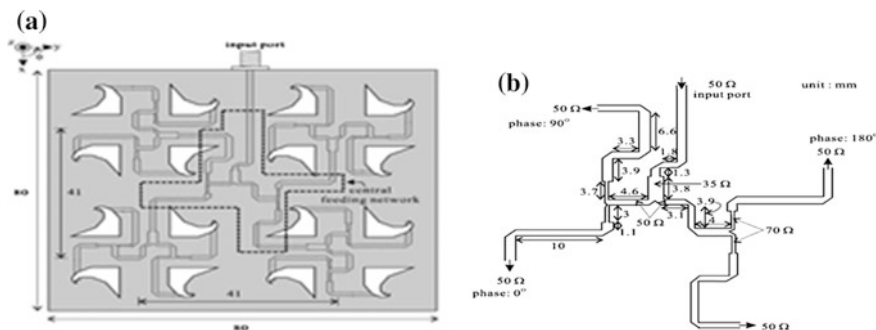 (a)
input port
z
y
x
80
41
central
feeding network
41
80
(b)
50 Ω
input port
unit : mm
50 Ω
phase: 90°
6.6
3.3
1.8
phase: 180°
50 Ω
3.9
1.3
3.7
4.6
3.8
35 Ω
3.9
3
50 Ω
3.1
4
70 Ω
1.1
10
50 Ω
phase: 0°
50 Ω